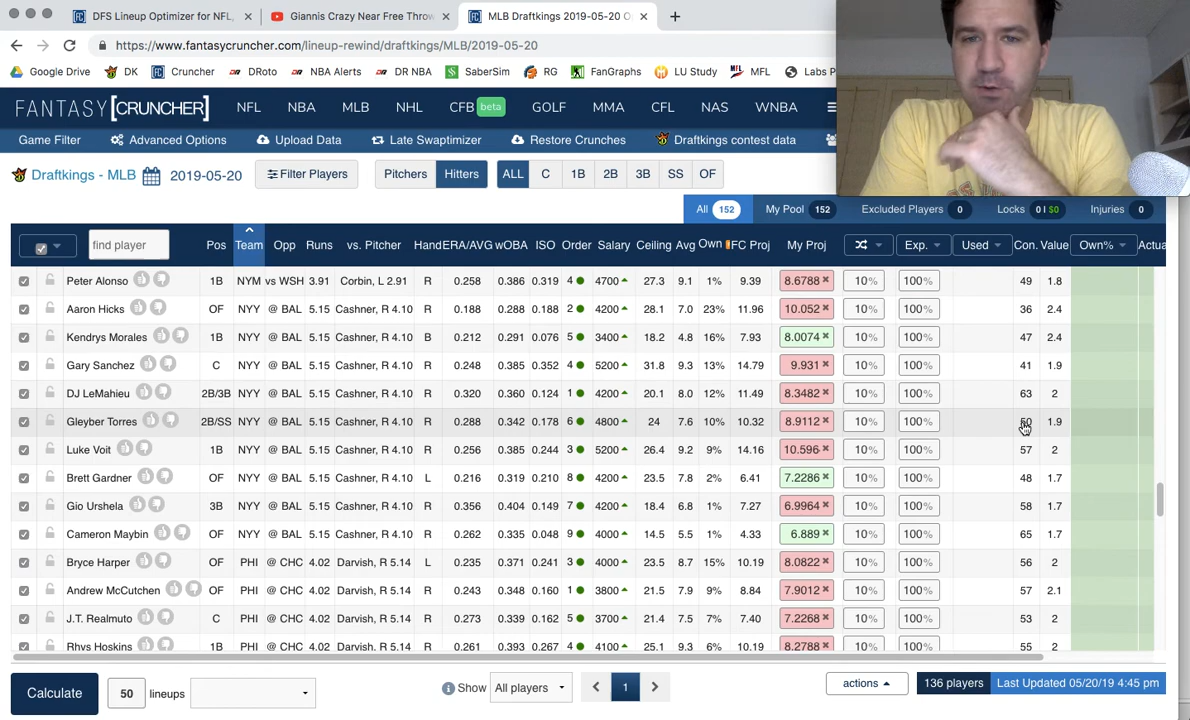 DFS Lineup Optimizer for NFL,
Giannis Crazy Near Free Throw
MLB Draftkings 2019-05-20 O
https://www.fantasycruncher.com/lineup-rewind/draftkings/MLB/2019-05-20
Google Drive DK Cruncher DRoto NBA Alerts DR NBA SaberSim RG FanGraphs LU Study MFL Labs P
FANTASY[CRUNCHER] NFL NBA MLB NHL CFB beta GOLF MMA CFL NAS WNBA
Game Filter Advanced Options Upload Data Late Swaptimizer Restore Crunches Draftkings contest data
Draftkings - MLB 2019-05-20 Filter Players Pitchers Hitters ALL C 1B 2B 3B SS OF
All 152 My Pool 152 Excluded Players 0 Locks 0 | $0 Injuries 0
find player Pos Team Opp Runs vs. Pitcher Hand ERA/AVG wOBA ISO Order Salary Ceiling Avg Own FC Proj My Proj Exp. Used Con. Value Own% Actua
Peter Alonso 1B NYM vs WSH 3.91 Corbin, L 2.91 R 0.258 0.386 0.319 4 4700 27.3 9.1 1% 9.39 8.6788 10% 100% 49 1.8
Aaron Hicks OF NYY @ BAL 5.15 Cashner, R 4.10 R 0.188 0.288 0.188 2 4200 28.1 7.0 23% 11.96 10.052 10% 100% 36 2.4
Kendrys Morales 1B NYY @ BAL 5.15 Cashner, R 4.10 B 0.212 0.291 0.076 5 3400 18.2 4.8 16% 7.93 8.0074 10% 100% 47 2.4
Gary Sanchez C NYY @ BAL 5.15 Cashner, R 4.10 R 0.248 0.385 0.352 4 5200 31.8 9.3 13% 14.79 9.931 10% 100% 41 1.9
DJ LeMahieu 2B/3B NYY @ BAL 5.15 Cashner, R 4.10 R 0.320 0.360 0.124 1 4200 20.1 8.0 12% 11.49 8.3482 10% 100% 63 2
Gleyber Torres 2B/SS NYY @ BAL 5.15 Cashner, R 4.10 R 0.288 0.342 0.178 6 4800 24 7.6 10% 10.32 8.9112 10% 100% 1.9
Luke Voit 1B NYY @ BAL 5.15 Cashner, R 4.10 R 0.256 0.385 0.244 3 5200 26.4 9.2 9% 14.16 10.596 10% 100% 57 2
Brett Gardner OF NYY @ BAL 5.15 Cashner, R 4.10 L 0.216 0.319 0.210 8 4200 23.5 7.8 2% 6.41 7.2286 10% 100% 48 1.7
Gio Urshela 3B NYY @ BAL 5.15 Cashner, R 4.10 R 0.356 0.404 0.149 7 4200 18.4 6.8 1% 7.27 6.9964 10% 100% 58 1.7
Cameron Maybin OF NYY @ BAL 5.15 Cashner, R 4.10 R 0.262 0.335 0.048 9 4000 14.5 5.5 1% 4.33 6.889 10% 100% 65 1.7
Bryce Harper OF PHI @ CHC 4.02 Darvish, R 5.14 L 0.235 0.371 0.241 3 4000 23.5 8.7 15% 10.19 8.0822 10% 100% 56 2
Andrew McCutchen OF PHI @ CHC 4.02 Darvish, R 5.14 R 0.243 0.348 0.160 1 3800 21.5 7.9 9% 8.84 7.9012 10% 100% 57 2.1
J.T. Realmuto C PHI @ CHC 4.02 Darvish, R 5.14 R 0.273 0.339 0.162 5 3700 21.4 7.5 7% 7.40 7.2268 10% 100% 53 2
Rhys Hoskins 1B PHI @ CHC 4.02 Darvish, R 5.14 R 0.261 0.393 0.267 4 4100 25.1 9.3 6% 10.19 8.2788 10% 100% 55 2
Calculate 50 lineups Show All players 1 actions 136 players Last Updated 05/20/19 4:45 pm